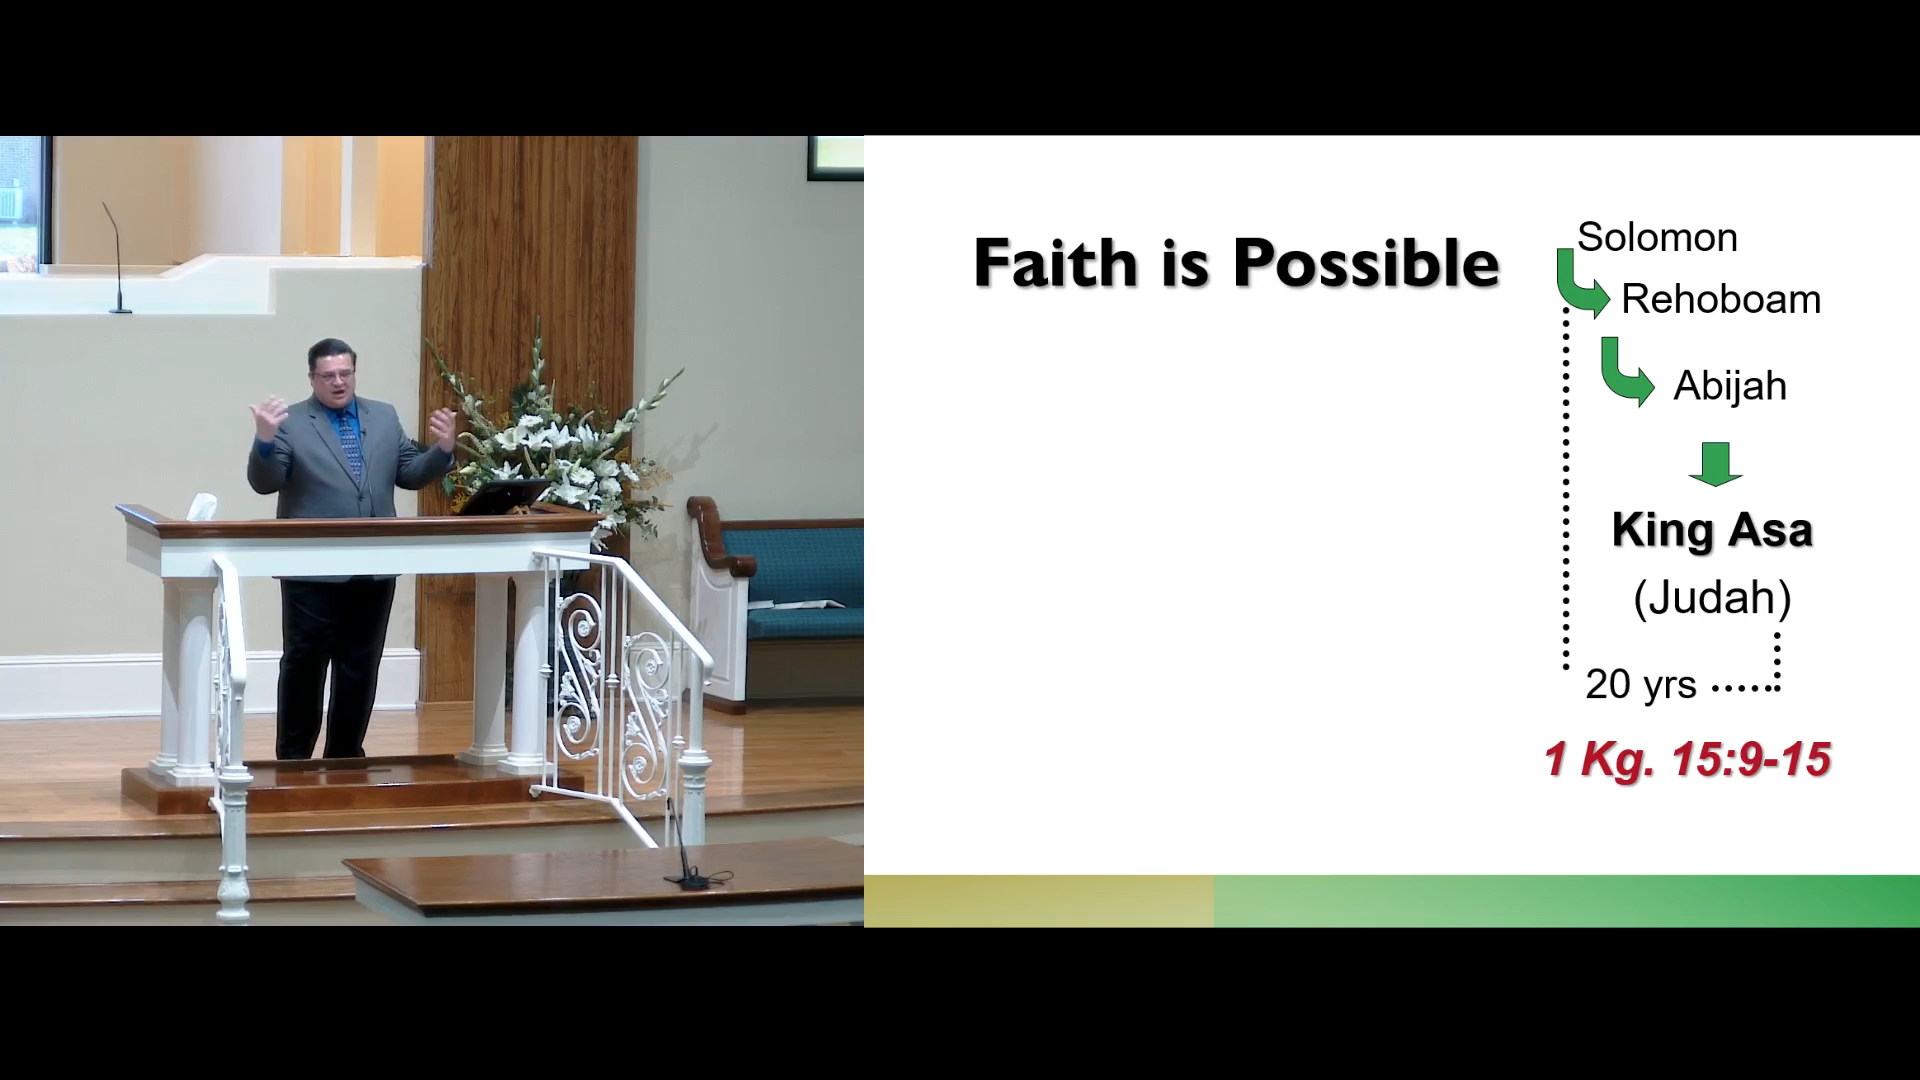 Faith is Possible
Solomon
Rehoboam
Abijah
King Asa
(Judah)
20 yrs
1 Kg. 15:9-15